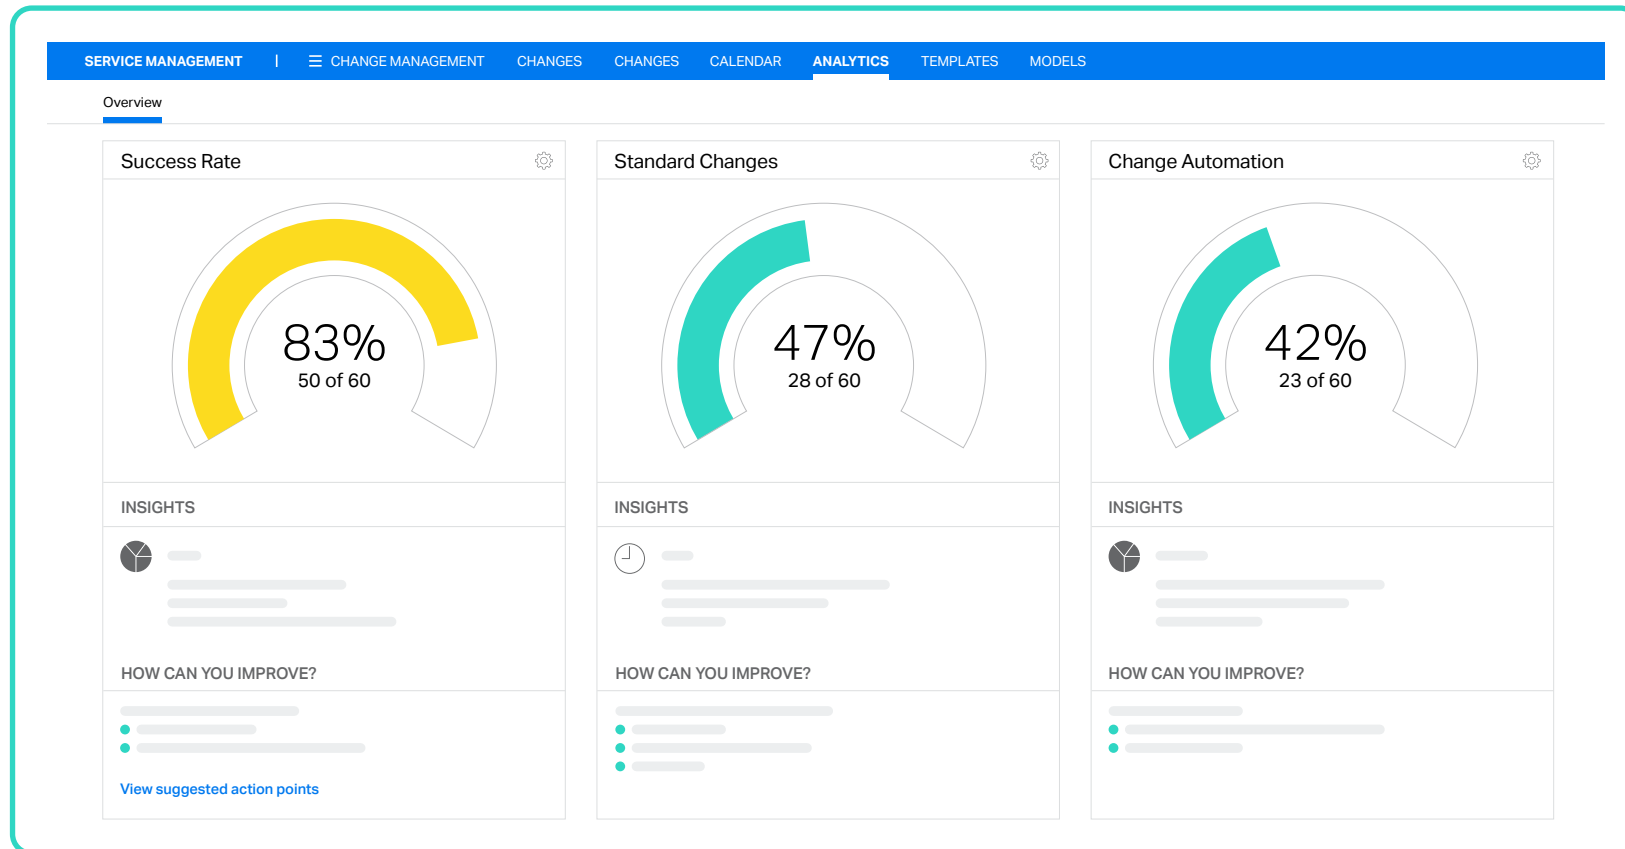 SERVICE MANAGEMENT | CHANGE MANAGEMENT CHANGES CHANGES CALENDAR ANALYTICS TEMPLATES MODELS
Overview
Success Rate
83%
50 of 60
INSIGHTS
HOW CAN YOU IMPROVE?
View suggested action points
Standard Changes
47%
28 of 60
INSIGHTS
HOW CAN YOU IMPROVE?
Change Automation
42%
23 of 60
INSIGHTS
HOW CAN YOU IMPROVE?